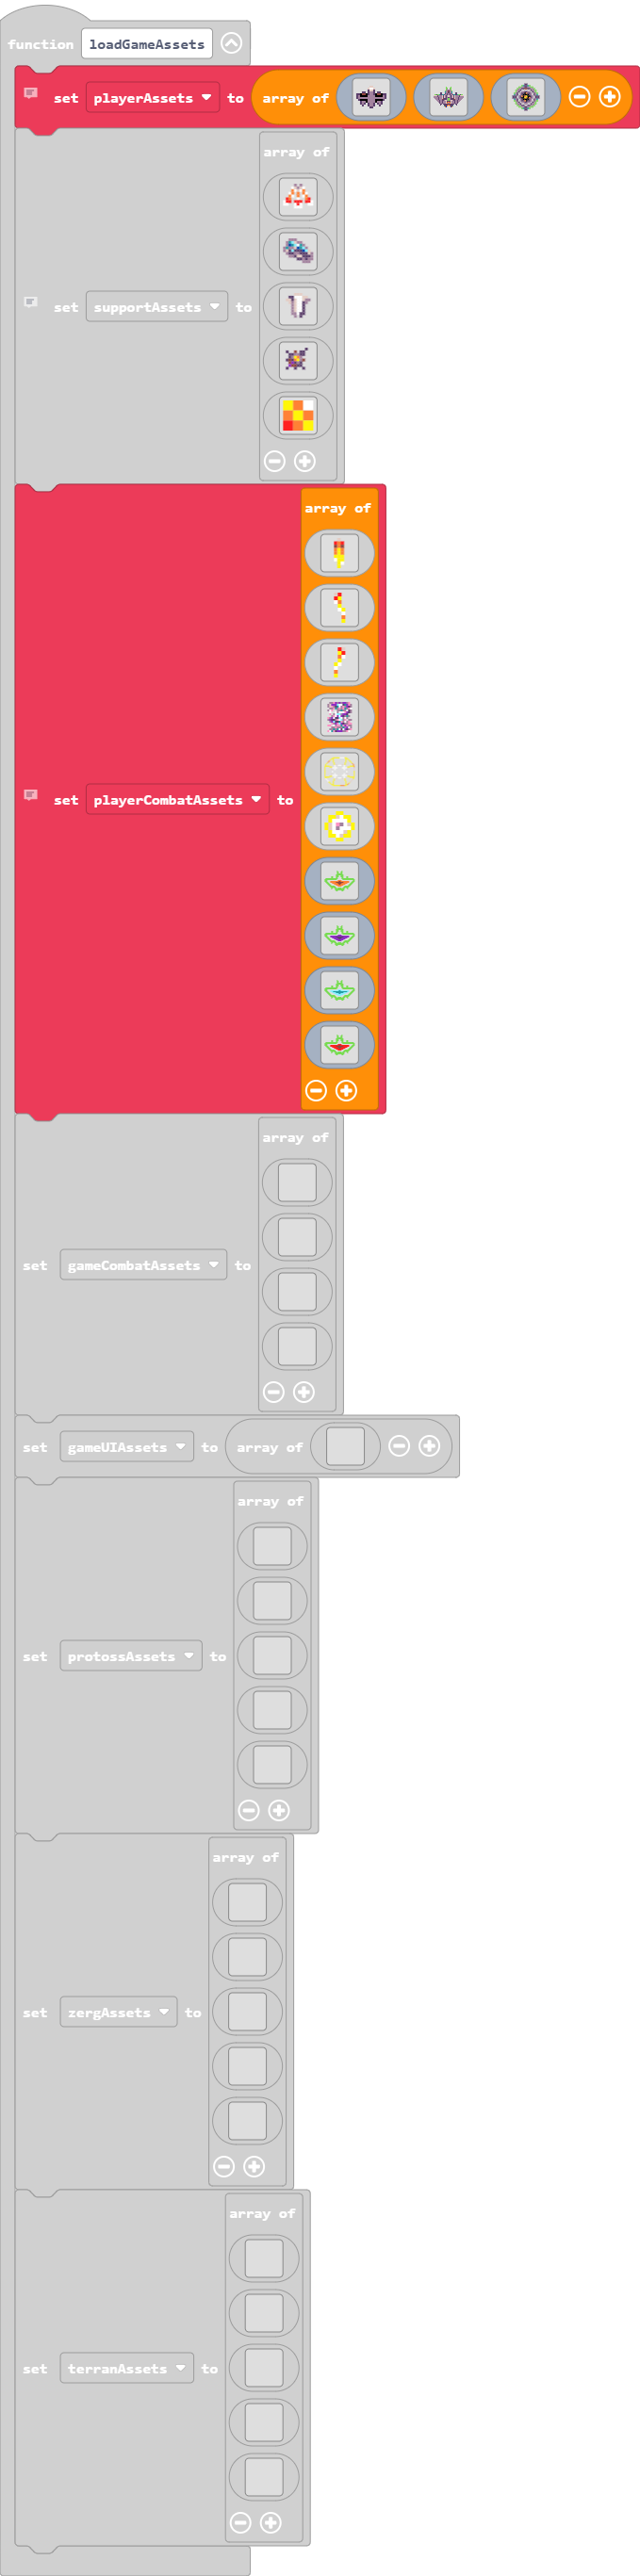 function loadGameAssets
set playerAssets to array of
array of
set supportAssets to
array of
set playerCombatAssets to
array of
set gameCombatAssets to
set gameUIAssets to array of
array of
set protossAssets to
array of
set zergAssets to
array of
set terranAssets to